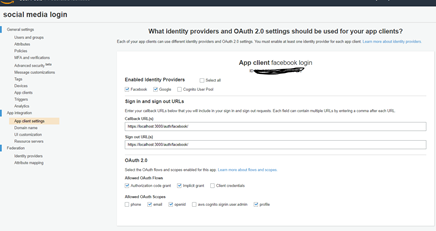 social media login
What identity providers and OAuth 2.0 settings should be used for your app clients?
Each of your app clients can use different identity providers and OAuth 2.0 settings. You must enable at least one identity provider for each app client. Learn more about identity providers.
General settings
Users and groups
Attributes
Policies
MFA and verifications
Advanced security beta
Message customizations
Tags
Devices
App clients
Triggers
Analytics
App integration
App client settings
Domain name
UI customization
Resource servers
Federation
Identity providers
Attribute mapping
App client facebook login
ID
Enabled Identity Providers
Select all
Facebook Google Cognito User Pool
Sign in and sign out URLs
Enter your callback URLs below that you will include in your sign in and sign out requests. Each field can contain multiple URLs by entering a comma after each URL.
Callback URL(s)
https://localhost:3000/auth/facebook/
Sign out URL(s)
https://localhost:3000/auth/facebook/
OAuth 2.0
Select the OAuth flows and scopes enabled for this app. Learn more about flows and scopes.
Allowed OAuth Flows
Authorization code grant Implicit grant Client credentials
Allowed OAuth Scopes
phone email openid aws.cognito.signin.user.admin profile